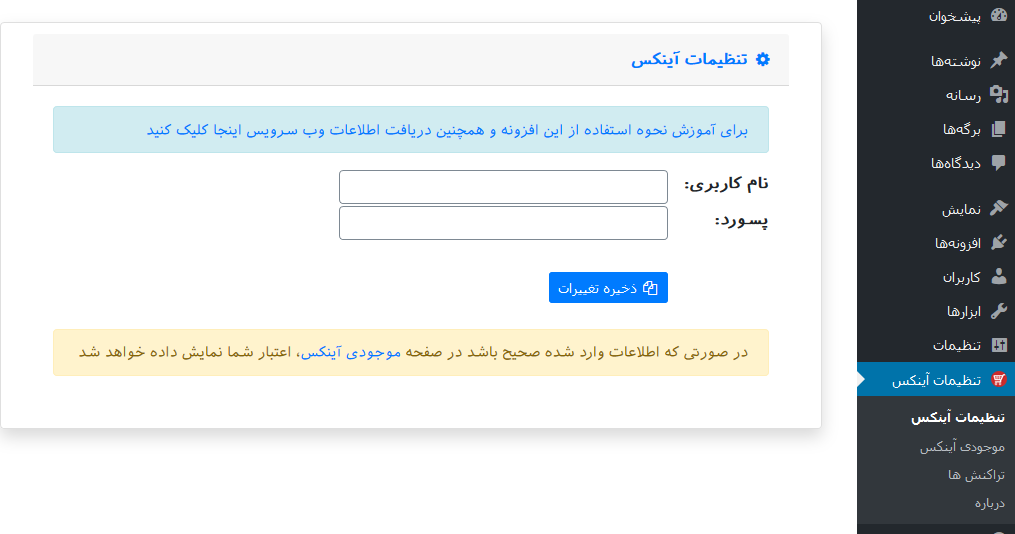 پیشخوان
نوشته‌ها
رسانه
برگه‌ها
دیدگاه‌ها
نمایش
افزونه‌ها
کاربران
ابزارها
تنظیمات
تنظیمات آینکس
تنظیمات آینکس
موجودی آینکس
تراکنش ها
درباره
تنظیمات آینکس
برای آموزش نحوه استفاده از این افزونه و همچنین دریافت اطلاعات وب سرویس اینجا کلیک کنید
نام کاربری:
پسورد:
ذخیره تغییرات
در صورتی که اطلاعات وارد شده صحیح باشد در صفحه موجودی آینکس، اعتبار شما نمایش داده خواهد شد